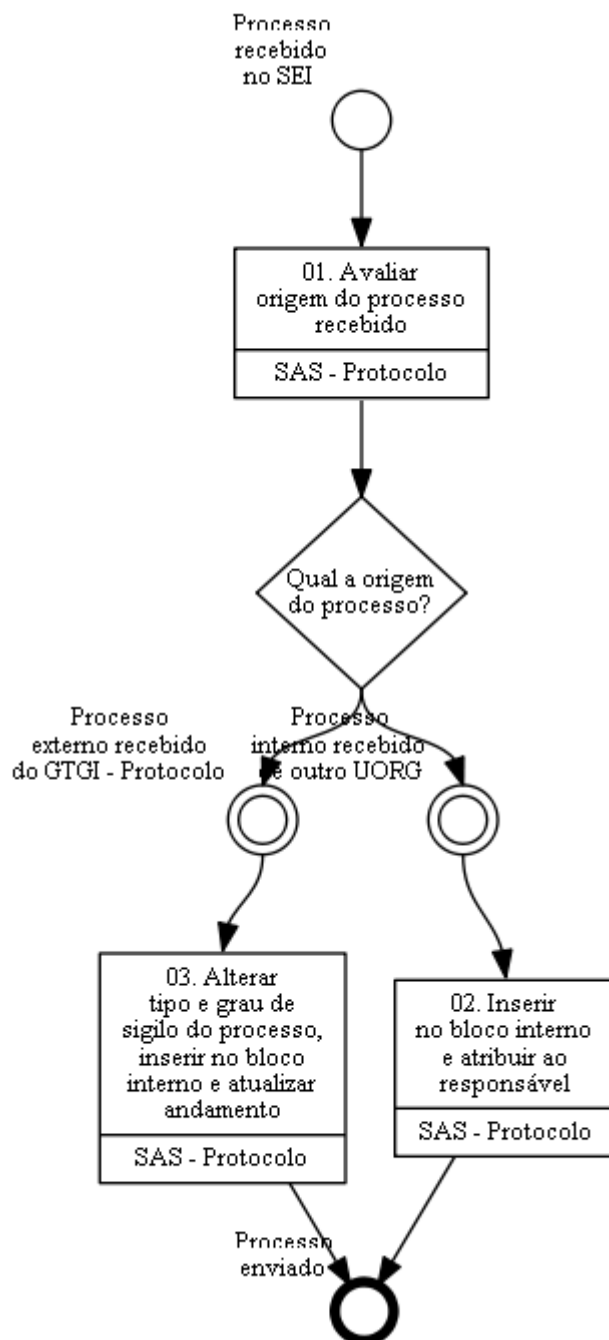 Processo
recebido
no SEI
01. Avaliar
origem do processo
recebido
SAS - Protocolo
Qual a origem
do processo?
Processo
externo recebido
do GTGI - Protocolo
Processo
interno recebido
de outro UORG
03. Alterar
tipo e grau de
sigilo do processo,
inserir no bloco
interno e atualizar
andamento
SAS - Protocolo
02. Inserir
no bloco interno
e atribuir ao
responsável
SAS - Protocolo
Processo
enviado